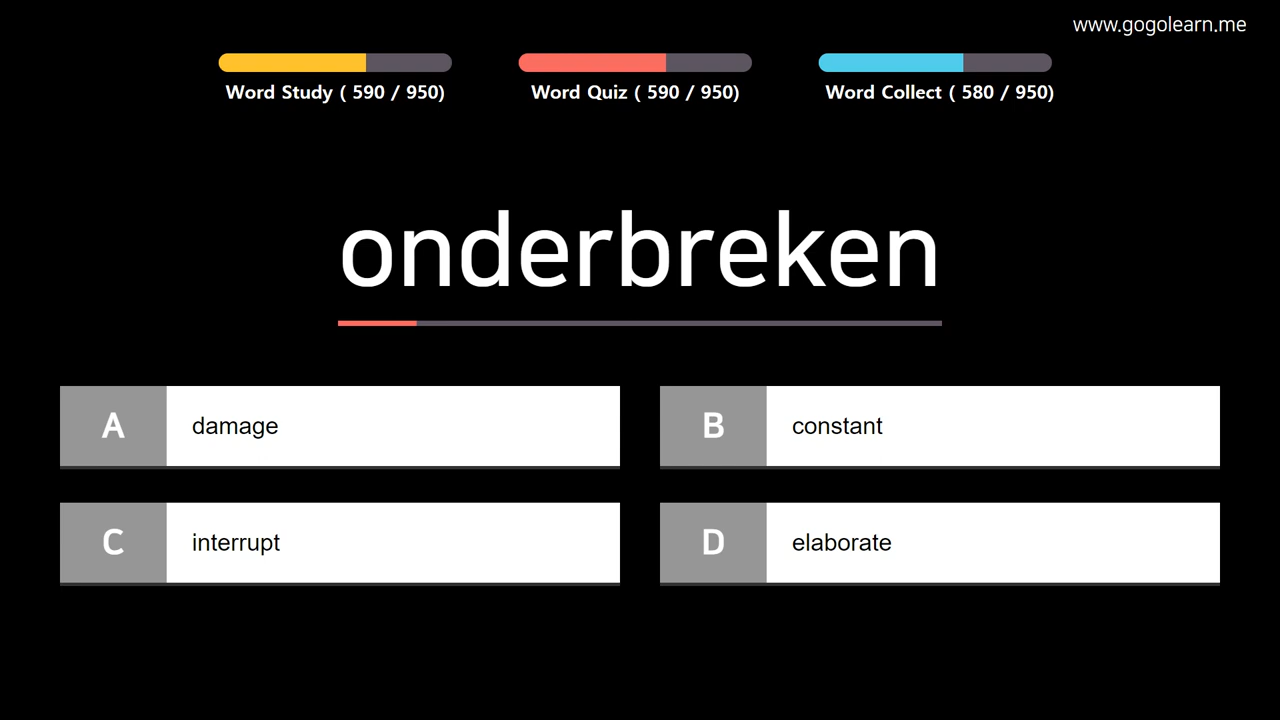 www.gogolearn.me
Word Study ( 590 / 950)
Word Quiz ( 590 / 950)
Word Collect ( 580 / 950)
onderbreken
A damage
B constant
C interrupt
D elaborate